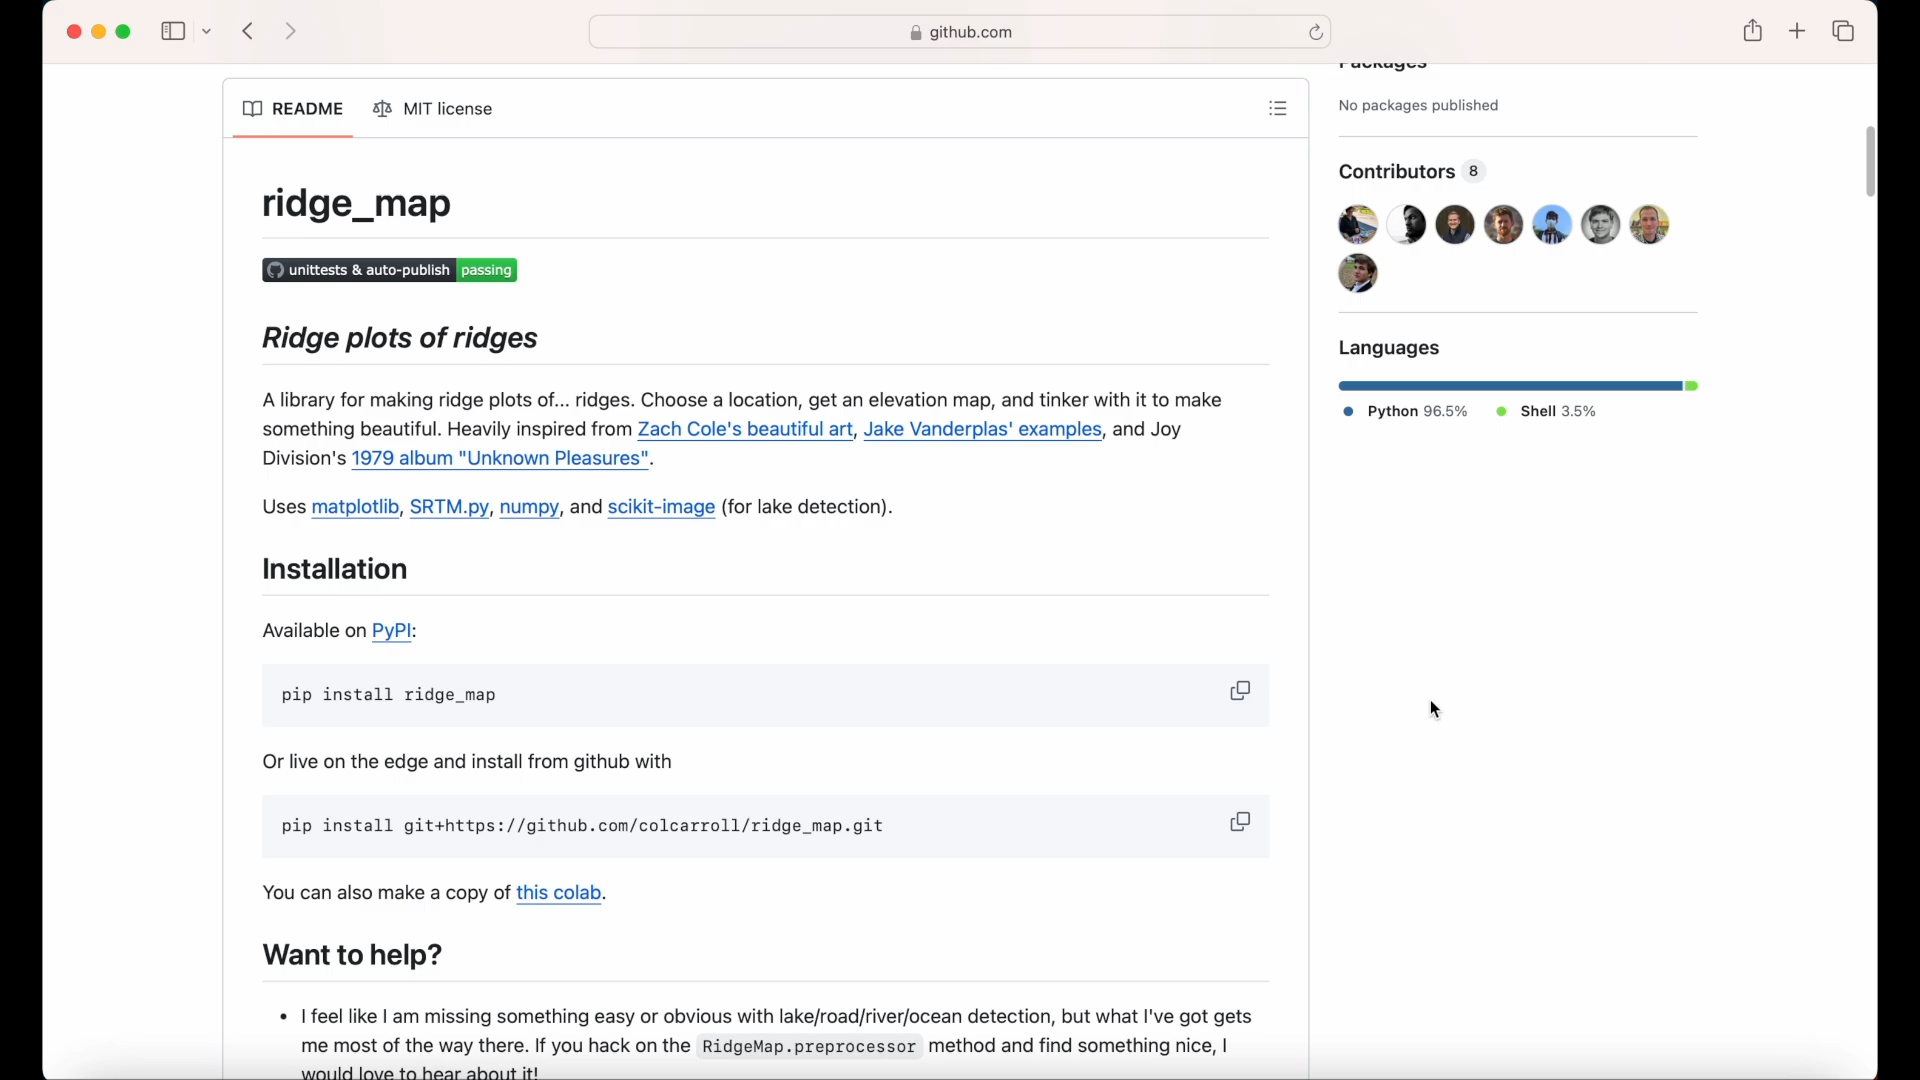 github.com
Packages
README
MIT license
No packages published
ridge_map
Contributors 8
unittests & auto-publish passing
Ridge plots of ridges
Languages
Python 96.5%
Shell 3.5%
A library for making ridge plots of... ridges. Choose a location, get an elevation map, and tinker with it to make
something beautiful. Heavily inspired from Zach Cole's beautiful art, Jake Vanderplas' examples, and Joy
Division's 1979 album "Unknown Pleasures".
Uses matplotlib, SRTM.py, numpy, and scikit-image (for lake detection).
Installation
Available on PyPI:
pip install ridge_map
Or live on the edge and install from github with
pip install git+https://github.com/colcarroll/ridge_map.git
You can also make a copy of this colab.
Want to help?
• I feel like I am missing something easy or obvious with lake/road/river/ocean detection, but what I've got gets
me most of the way there. If you hack on the RidgeMap.preprocessor method and find something nice, I
would love to hear about it!